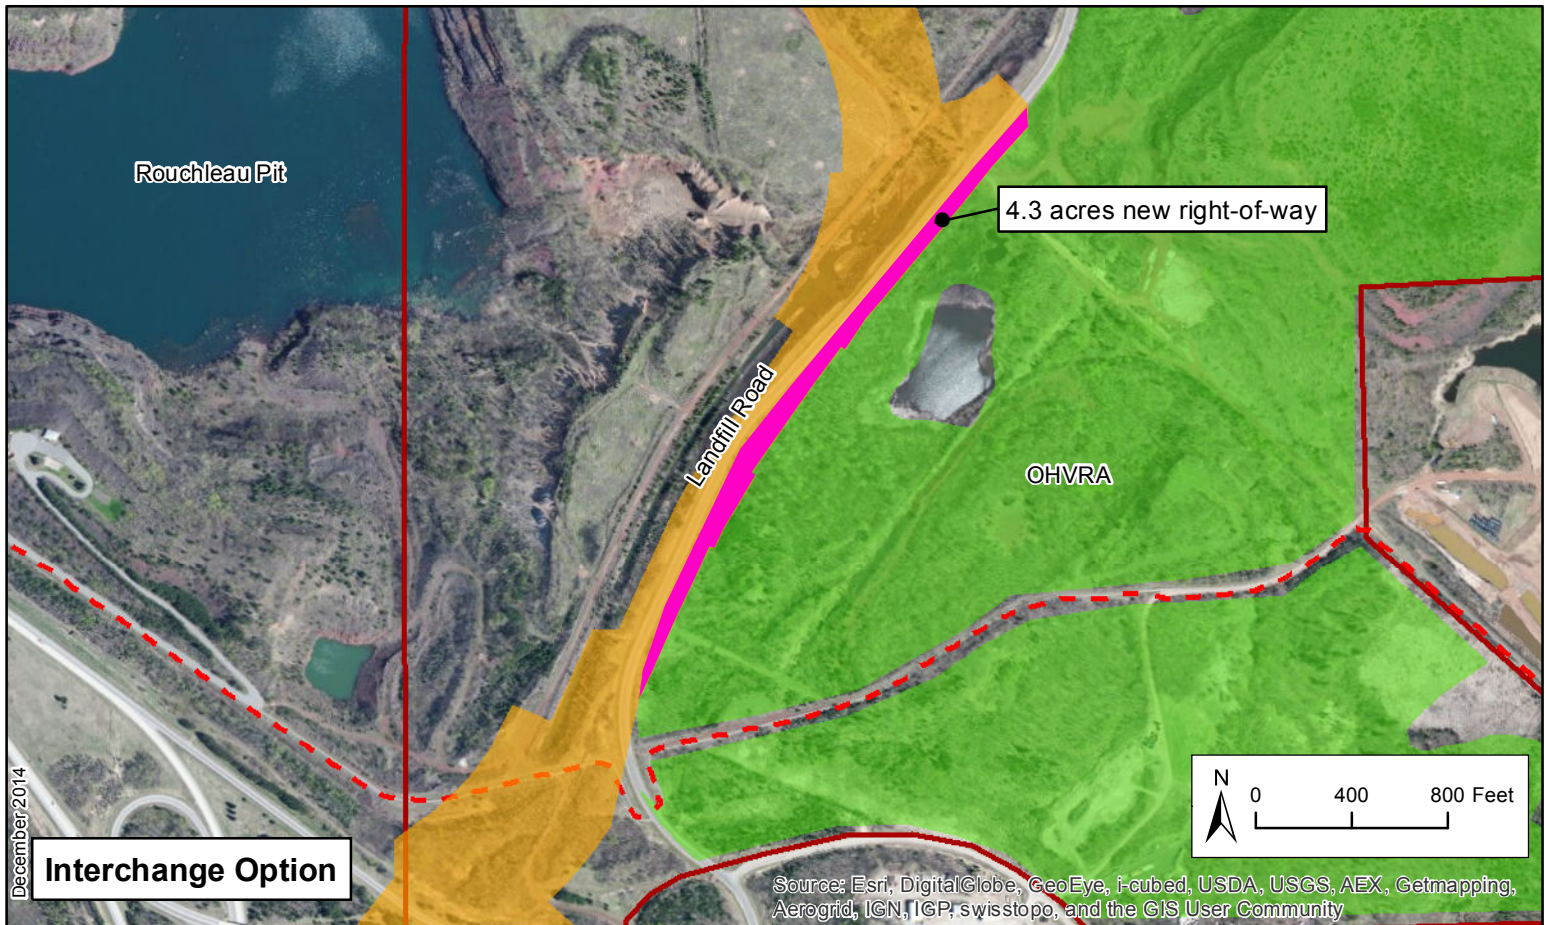 Rouchleau Pit
4.3 acres new right-of-way
Landfill Road
OHVRA
N
0 400 800 Feet
December 2014
Interchange Option
Source: Esri, DigitalGlobe, GeoEye, i-cubed, USDA, USGS, AEX, Getmapping,
Aerogrid, IGN, IGP, swisstopo, and the GIS User Community